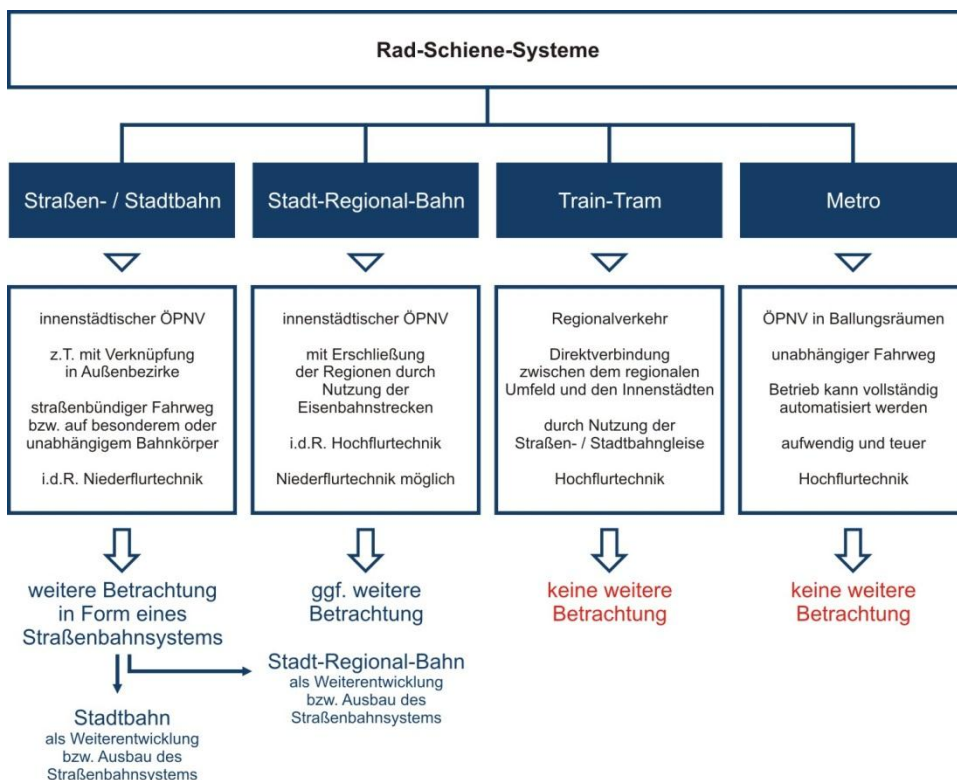 Rad-Schiene-Systeme
Straßen- / Stadtbahn
innenstädtischer ÖPNV
z.T. mit Verknüpfung
in Außenbezirke
straßenbündiger Fahrweg
bzw. auf besonderem oder
unabhängigem Bahnkörper
i.d.R. Niederflurtechnik
weitere Betrachtung
in Form eines
Straßenbahnsystems
Stadtbahn
als Weiterentwicklung
bzw. Ausbau des
Straßenbahnsystems
Stadt-Regional-Bahn
innenstädtischer ÖPNV
mit Erschließung
der Regionen durch
Nutzung der
Eisenbahnstrecken
i.d.R. Hochflurtechnik
Niederflurtechnik möglich
ggf. weitere
Betrachtung
Stadt-Regional-Bahn
als Weiterentwicklung
bzw. Ausbau des
Straßenbahnsystems
Train-Tram
Regionalverkehr
Direktverbindung
zwischen dem regionalen
Umfeld und den Innenstädten
durch Nutzung der
Straßen- / Stadtbahngleise
Hochflurtechnik
keine weitere
Betrachtung
Metro
ÖPNV in Ballungsräumen
unabhängiger Fahrweg
Betrieb kann vollständig
automatisiert werden
aufwendig und teuer
Hochflurtechnik
keine weitere
Betrachtung